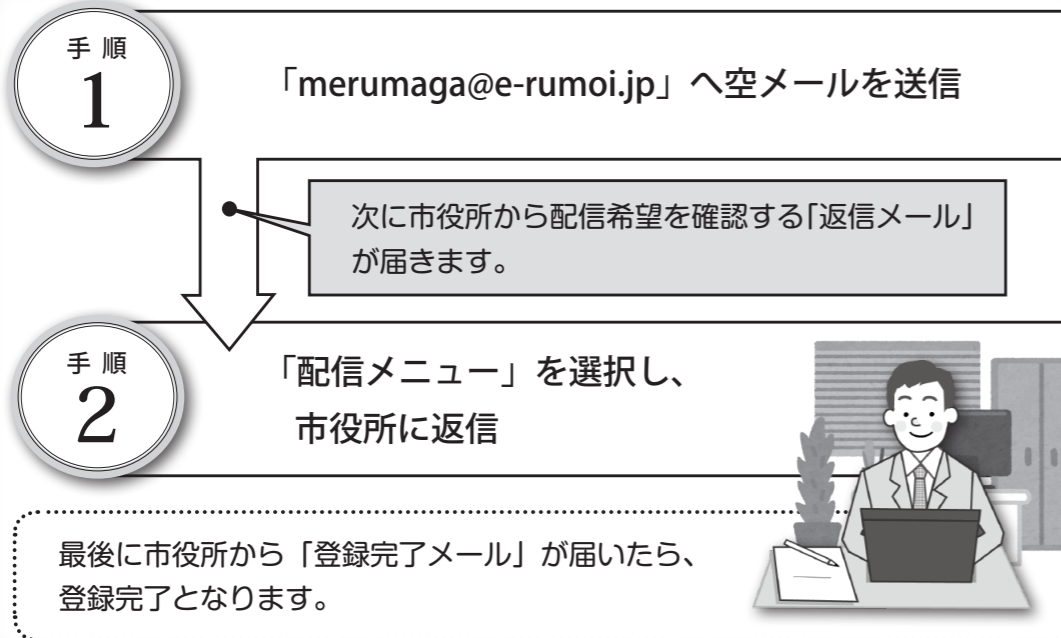 手順
1
「merumaga@e-rumoi.jp」へ空メールを送信
次に市役所から配信希望を確認する「返信メール」
が届きます。
手順
2
「配信メニュー」を選択し、
市役所に返信
最後に市役所から「登録完了メール」が届いたら、
登録完了となります。